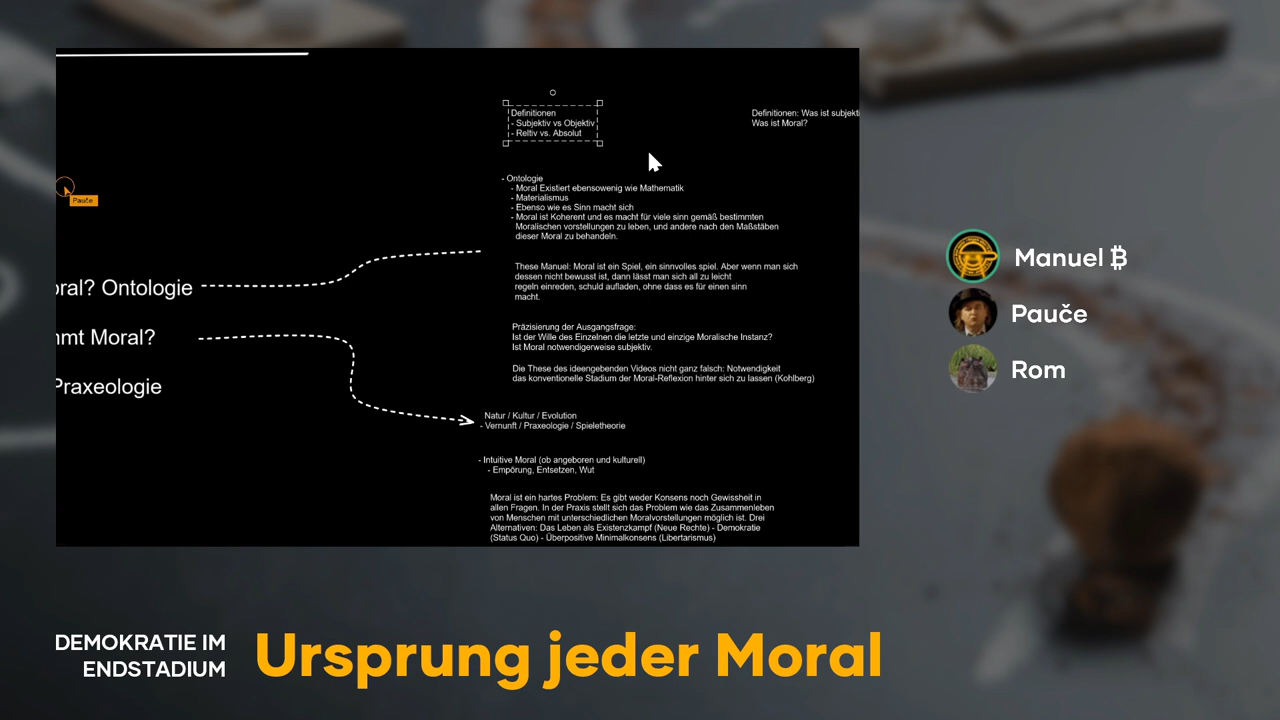 Definitionen
- Subjektiv vs Objektiv
- Reltiv vs. Absolut
Definitionen: Was ist subjekti
Was ist Moral?
Pauče
- Ontologie
- Moral Existiert ebensowenig wie Mathematik
- Materialismus
- Ebenso wie es Sinn macht sich
- Moral ist Koherent und es macht für viele sinn gemäß bestimmten
Moralischen vorstellungen zu leben, und andere nach den Maßstäben
dieser Moral zu behandeln.
These Manuel: Moral ist ein Spiel, ein sinnvolles spiel. Aber wenn man sich
dessen nicht bewusst ist, dann lässt man sich all zu leicht
regeln einreden, schuld aufladen, ohne dass es für einen sinn
macht.
oral? Ontologie
mmt Moral?
Praxeologie
Präzisierung der Ausgangsfrage:
Ist der Wille des Einzelnen die letzte und einzige Moralische Instanz?
Ist Moral notwendigerweise subjektiv.
Die These des ideengebenden Videos nicht ganz falsch: Notwendigkeit
das konventionelle Stadium der Moral-Reflexion hinter sich zu lassen (Kohlberg)
Natur / Kultur / Evolution
- Vernunft / Praxeologie / Spieletheorie
- Intuitive Moral (ob angeboren und kulturell)
- Empörung, Entsetzen, Wut
Moral ist ein hartes Problem: Es gibt weder Konsens noch Gewissheit in
allen Fragen. In der Praxis stellt sich das Problem wie das Zusammenleben
von Menschen mit unterschiedlichen Moralvorstellungen möglich ist. Drei
Alternativen: Das Leben als Existenzkampf (Neue Rechte) - Demokratie
(Status Quo) - Überpositive Minimalkonsens (Libertarismus)
Manuel ₿
Pauče
Rom
DEMOKRATIE IM
ENDSTADIUM
Ursprung jeder Moral